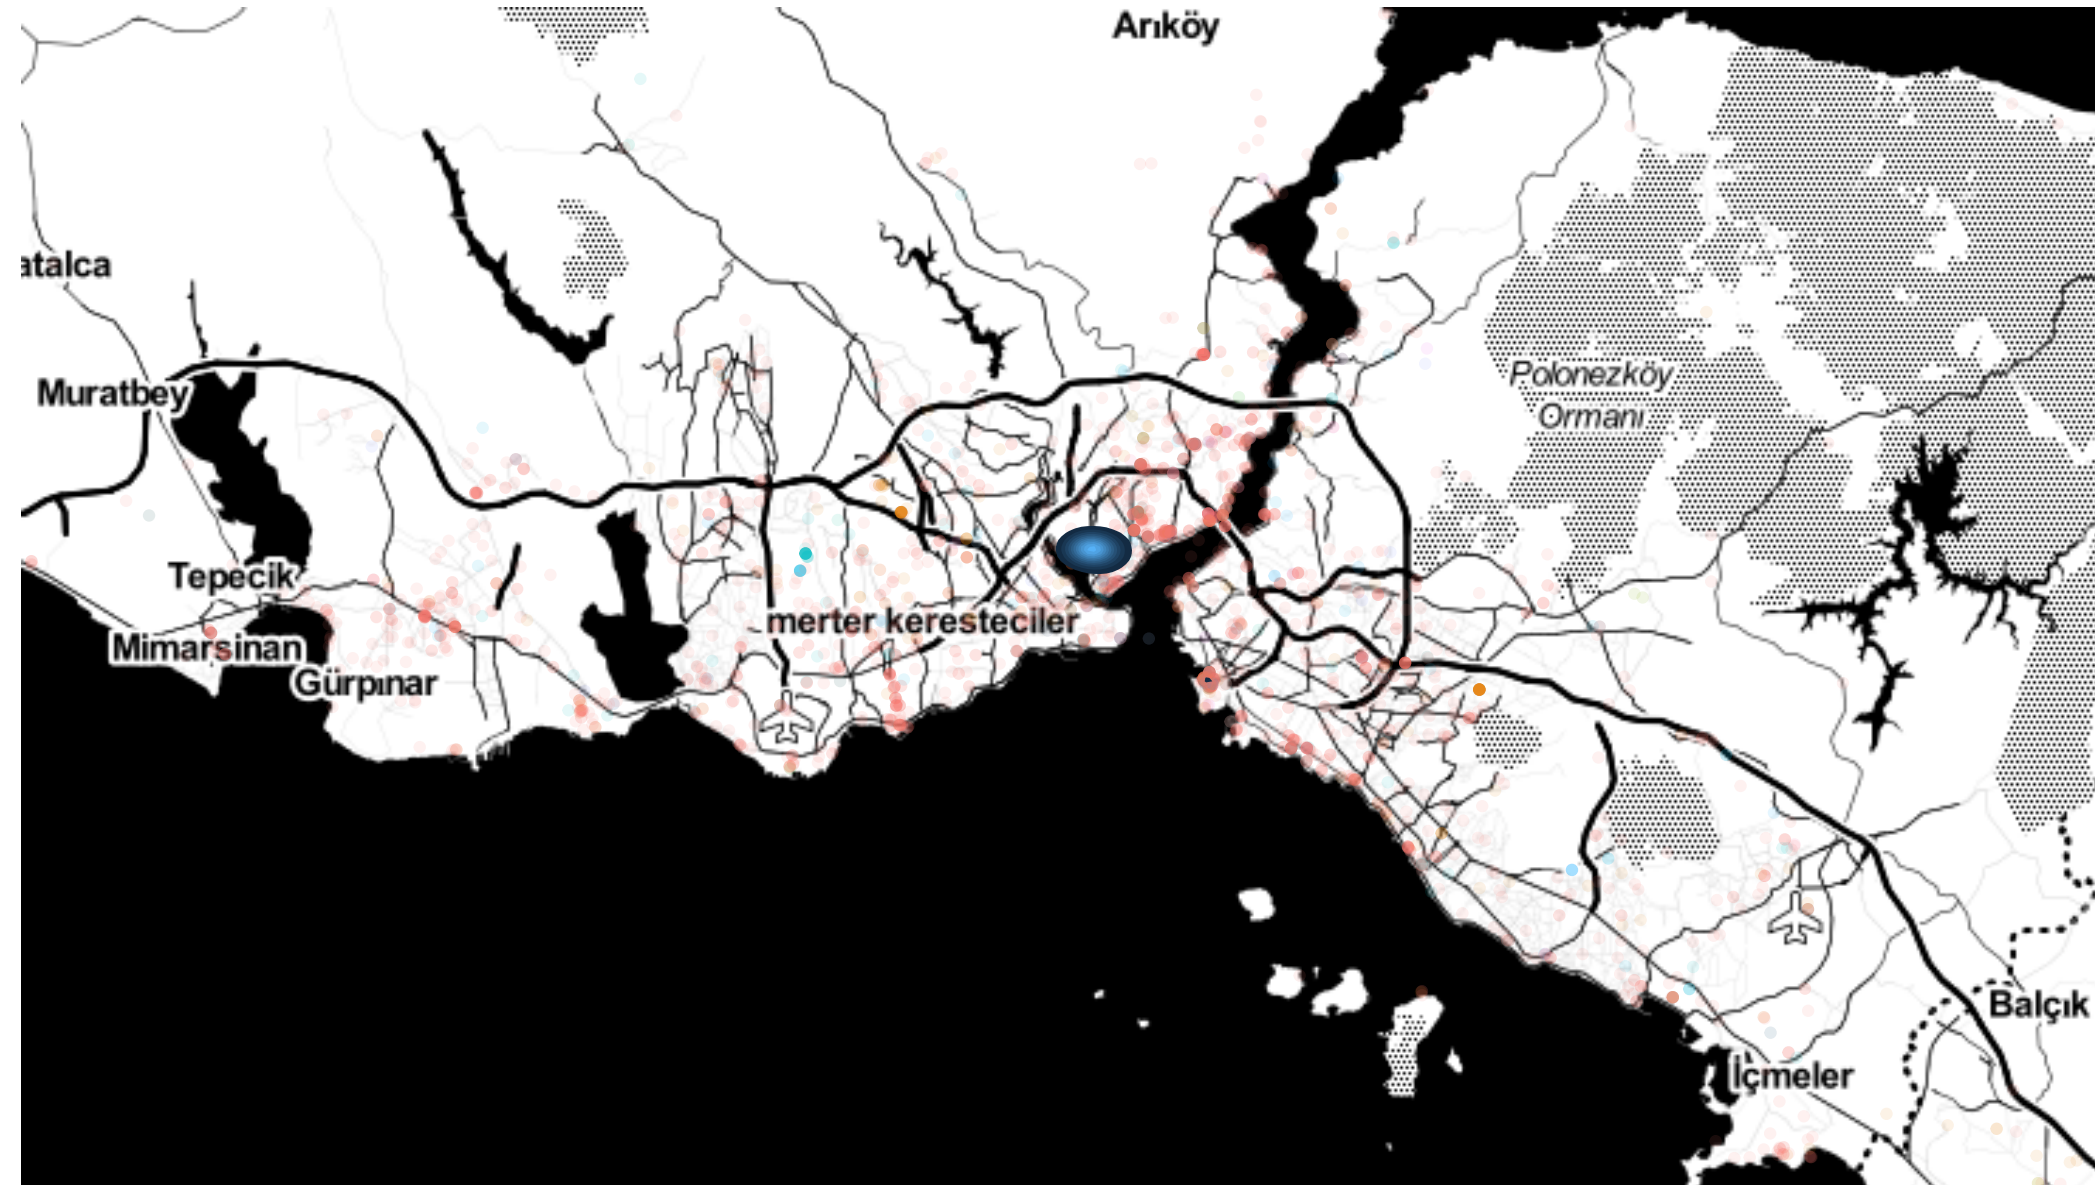 Arıköy
atalca
Muratbey
Polonezköy
Ormanı
Tepecik
merter keresteciler
Mimarsinan
Gürpınar
Balçık
İçmeler